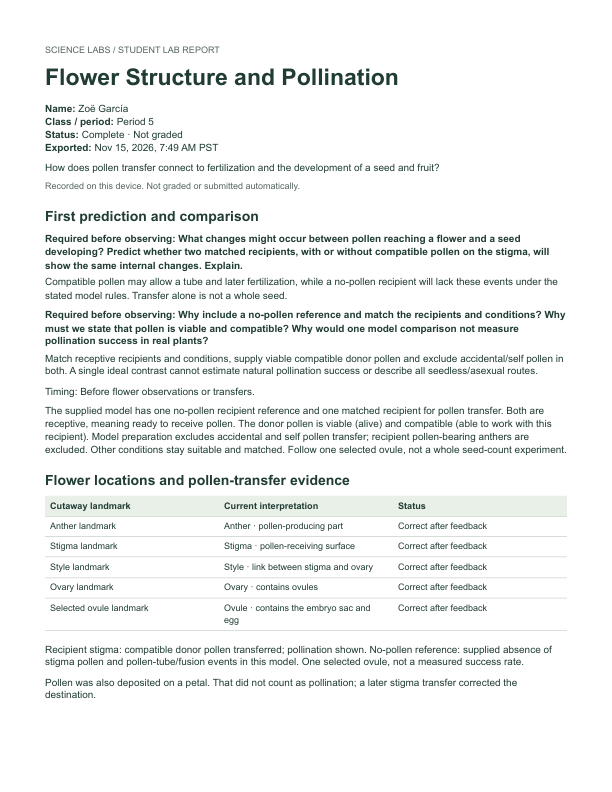 SCIENCE LABS / STUDENT LAB REPORT
Flower Structure and Pollination
Name: Zoë García
Class / period: Period 5
Status: Complete · Not graded
Exported: Nov 15, 2026, 7:49 AM PST
How does pollen transfer connect to fertilization and the development of a seed and fruit?
Recorded on this device. Not graded or submitted automatically.
First prediction and comparison
Required before observing: What changes might occur between pollen reaching a flower and a seed
developing? Predict whether two matched recipients, with or without compatible pollen on the stigma, will
show the same internal changes. Explain.
Compatible pollen may allow a tube and later fertilization, while a no-pollen recipient will lack these events under the
stated model rules. Transfer alone is not a whole seed.
Required before observing: Why include a no-pollen reference and match the recipients and conditions? Why
must we state that pollen is viable and compatible? Why would one model comparison not measure
pollination success in real plants?
Match receptive recipients and conditions, supply viable compatible donor pollen and exclude accidental/self pollen in
both. A single ideal contrast cannot estimate natural pollination success or describe all seedless/asexual routes.
Timing: Before flower observations or transfers.
The supplied model has one no-pollen recipient reference and one matched recipient for pollen transfer. Both are
receptive, meaning ready to receive pollen. The donor pollen is viable (alive) and compatible (able to work with this
recipient). Model preparation excludes accidental and self pollen transfer; recipient pollen-bearing anthers are
excluded. Other conditions stay suitable and matched. Follow one selected ovule, not a whole seed-count experiment.
Flower locations and pollen-transfer evidence
Cutaway landmark Current interpretation Status
Anther landmark Anther · pollen-producing part Correct after feedback
Stigma landmark Stigma · pollen-receiving surface Correct after feedback
Style landmark Style · link between stigma and ovary Correct after feedback
Ovary landmark Ovary · contains ovules Correct after feedback
Selected ovule landmark Ovule · contains the embryo sac and Correct after feedback
egg
Recipient stigma: compatible donor pollen transferred; pollination shown. No-pollen reference: supplied absence of
stigma pollen and pollen-tube/fusion events in this model. One selected ovule, not a measured success rate.
Pollen was also deposited on a petal. That did not count as pollination; a later stigma transfer corrected the
destination.